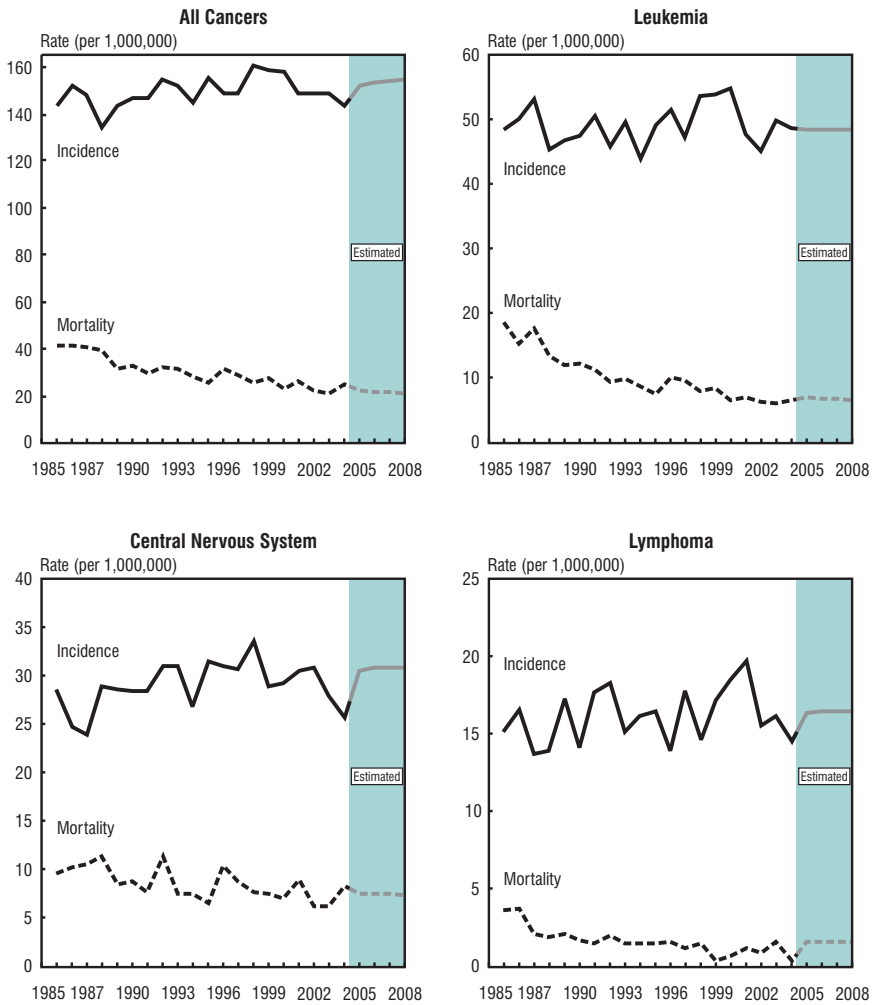 All Cancers
Rate (per 1,000,000)
160
140
120
100
80
60
40
20
0
Incidence
Mortality
Estimated
1985 1987 1990 1993 1996 1999 2002 2005 2008
Leukemia
Rate (per 1,000,000)
60
50
40
30
20
10
0
Incidence
Mortality
Estimated
1985 1987 1990 1993 1996 1999 2002 2005 2008
Central Nervous System
Rate (per 1,000,000)
40
35
30
25
20
15
10
5
0
Incidence
Mortality
Estimated
1985 1987 1990 1993 1996 1999 2002 2005 2008
Lymphoma
Rate (per 1,000,000)
25
20
15
10
5
0
Incidence
Mortality
Estimated
1985 1987 1990 1993 1996 1999 2002 2005 2008